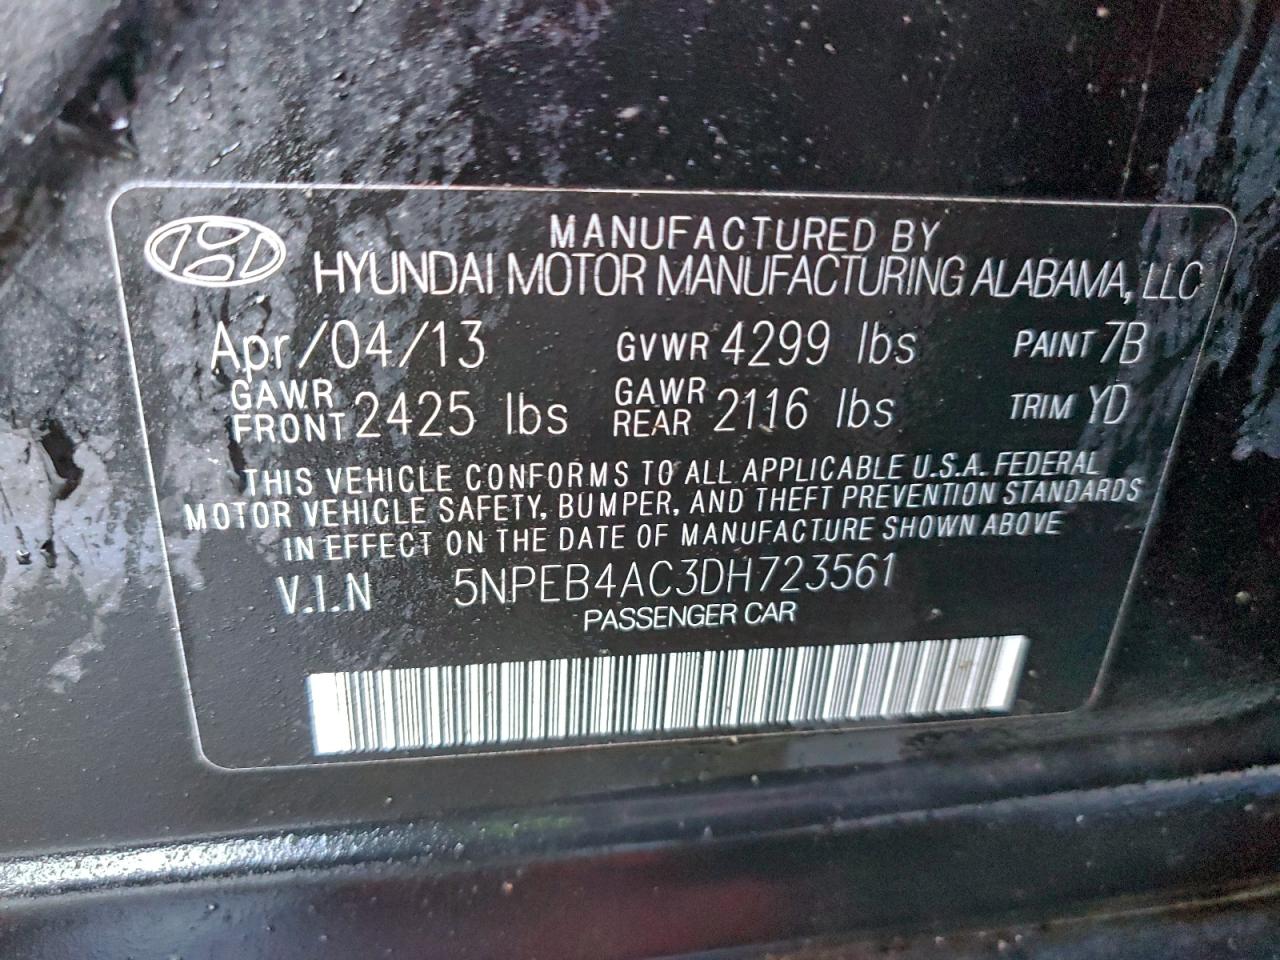 MANUFACTURED BY
HYUNDAI MOTOR MANUFACTURING ALABAMA, LLC
Apr/04/13 GVWR 4299 lbs PAINT 7B
GAWR FRONT 2425 lbs GAWR REAR 2116 lbs TRIM YD
THIS VEHICLE CONFORMS TO ALL APPLICABLE U.S.A. FEDERAL
MOTOR VEHICLE SAFETY, BUMPER, AND THEFT PREVENTION STANDARDS
IN EFFECT ON THE DATE OF MANUFACTURE SHOWN ABOVE
V.I.N 5NPEB4AC3DH723561
PASSENGER CAR